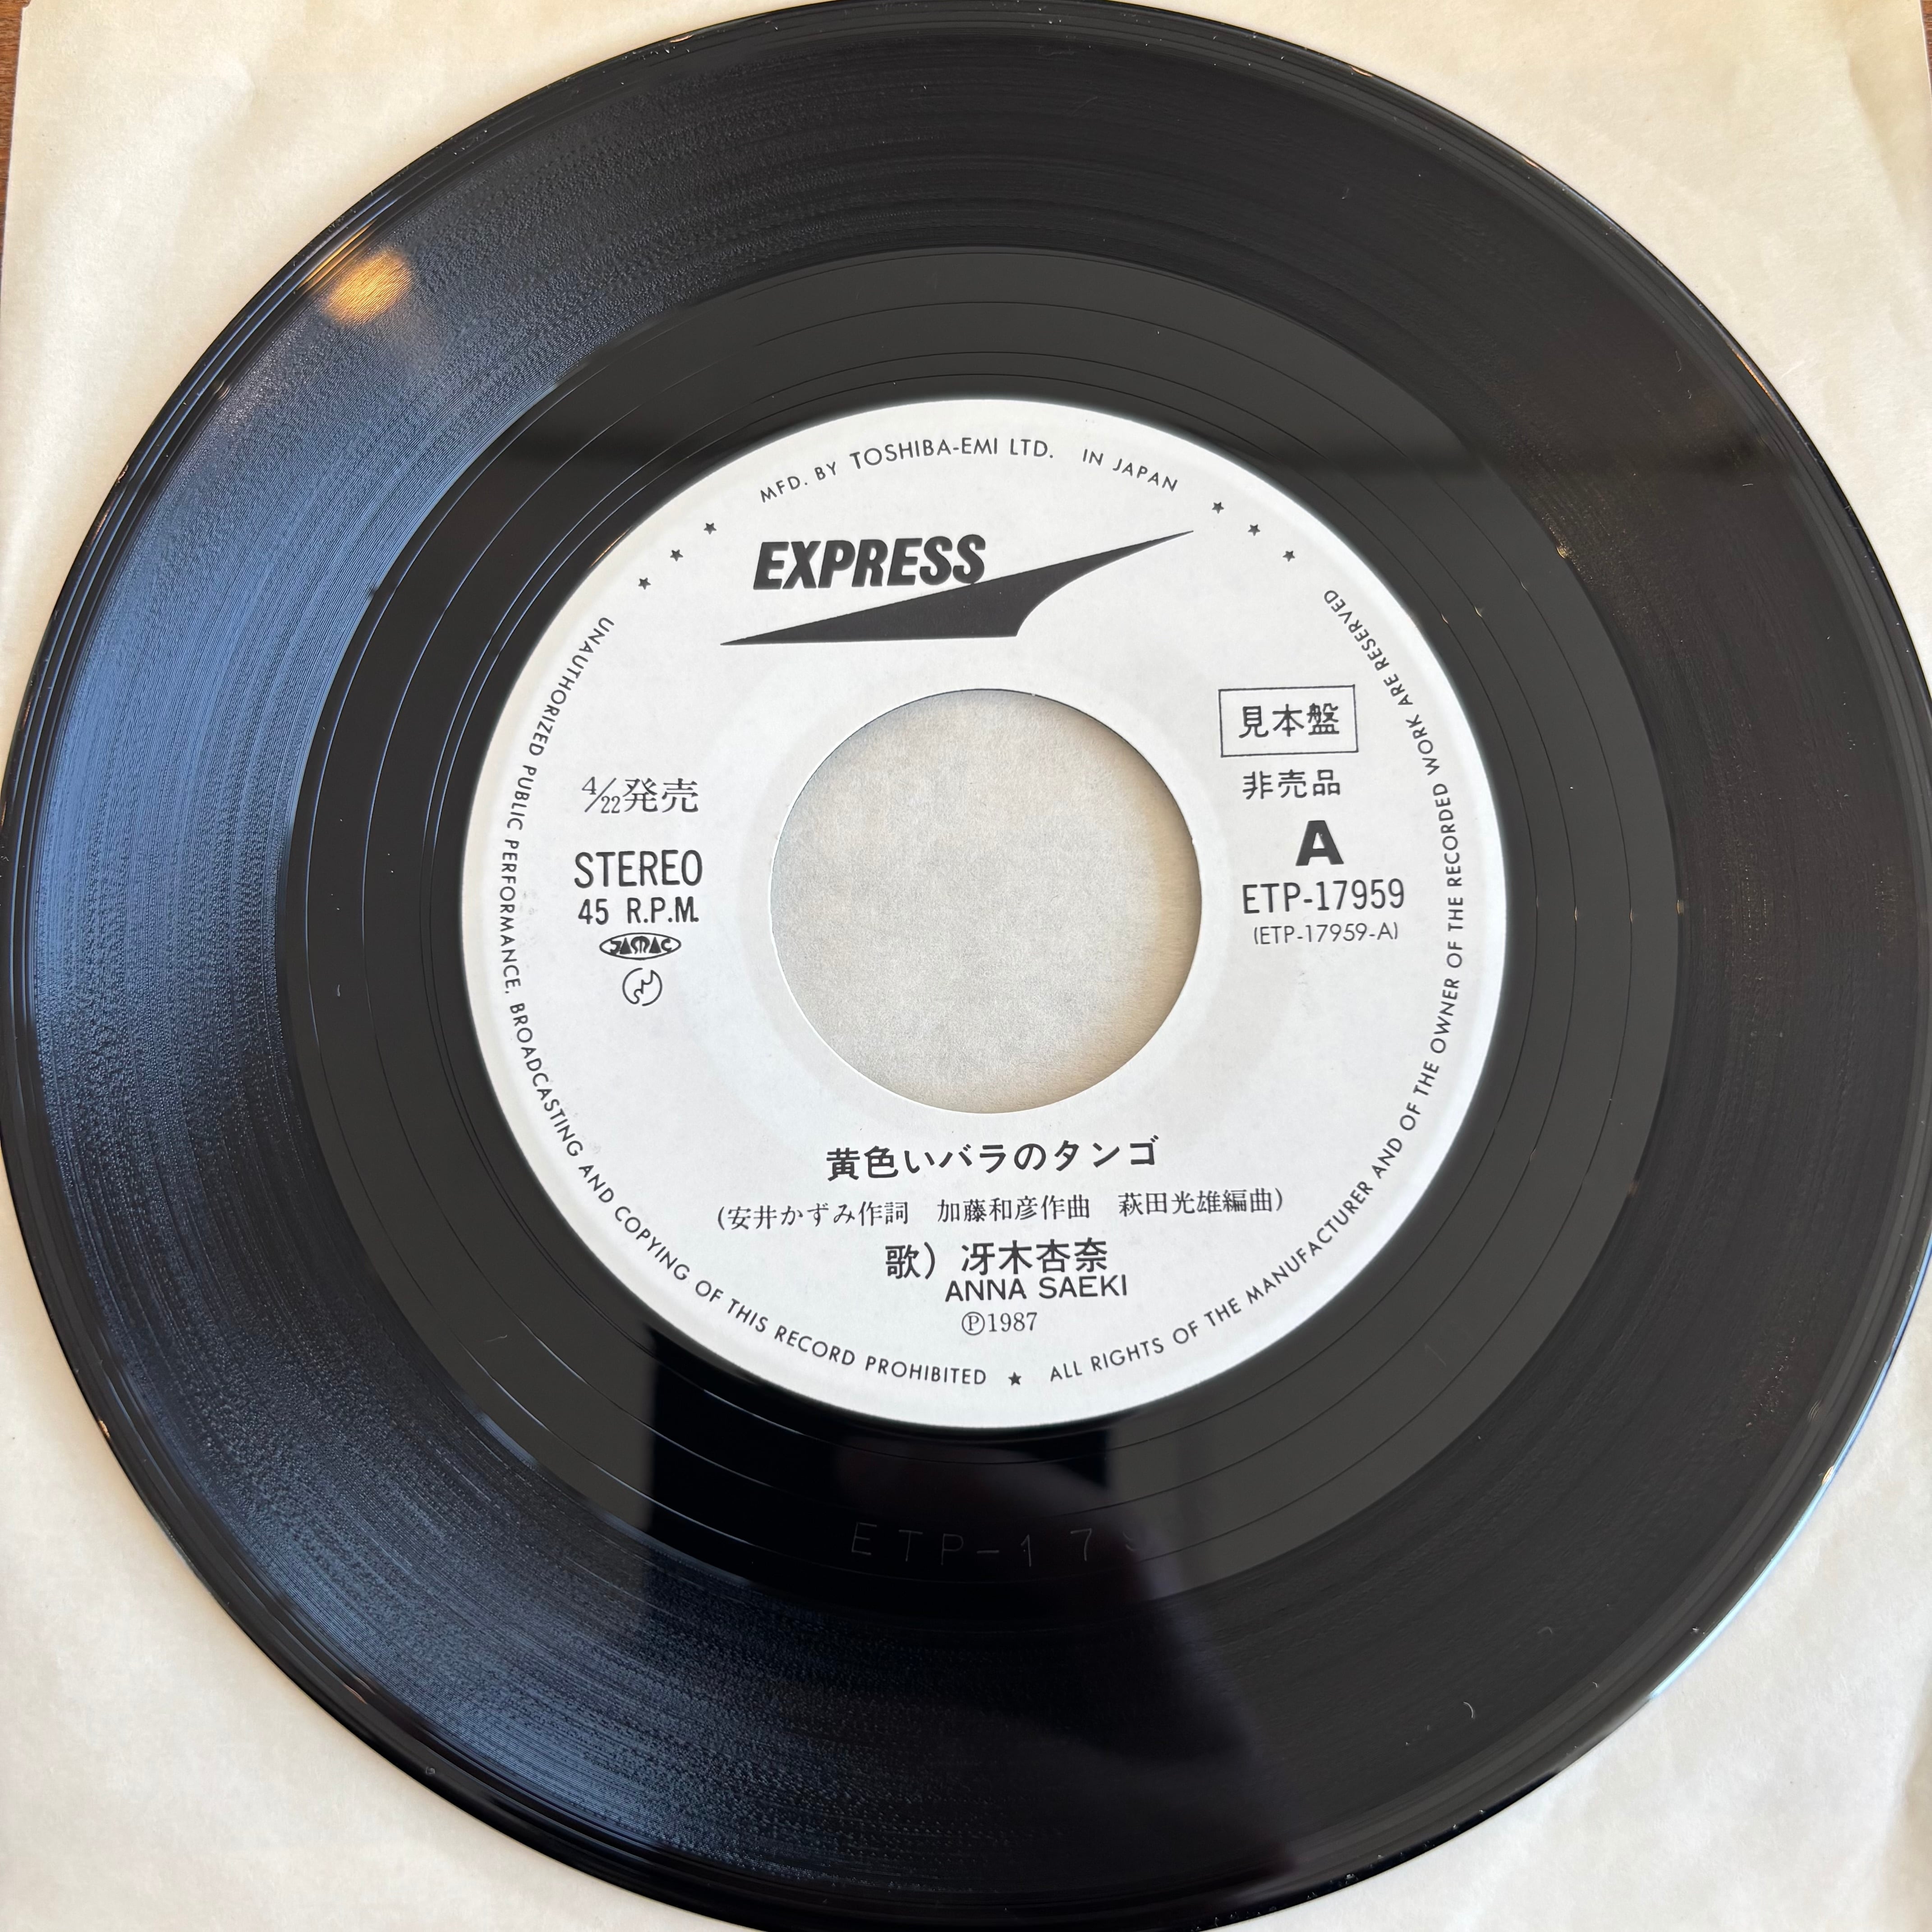 MFD. BY TOSHIBA-EMI LTD. IN JAPAN
EXPRESS
見本盤
非売品
A
ETP-17959
(ETP-17959-A)
4/22発売
STEREO
45 R.P.M.
JASRAC
黄色いバラのタンゴ
(安井かずみ作詞 加藤和彦作曲 萩田光雄編曲)
歌) 冴木杏奈
ANNA SAEKI
Ⓟ1987
UNAUTHORIZED PUBLIC PERFORMANCE, BROADCASTING AND COPYING OF THIS RECORD PROHIBITED ★ ALL RIGHTS OF THE MANUFACTURER AND OF THE OWNER OF THE RECORDED WORK ARE RESERVED
ETP-179